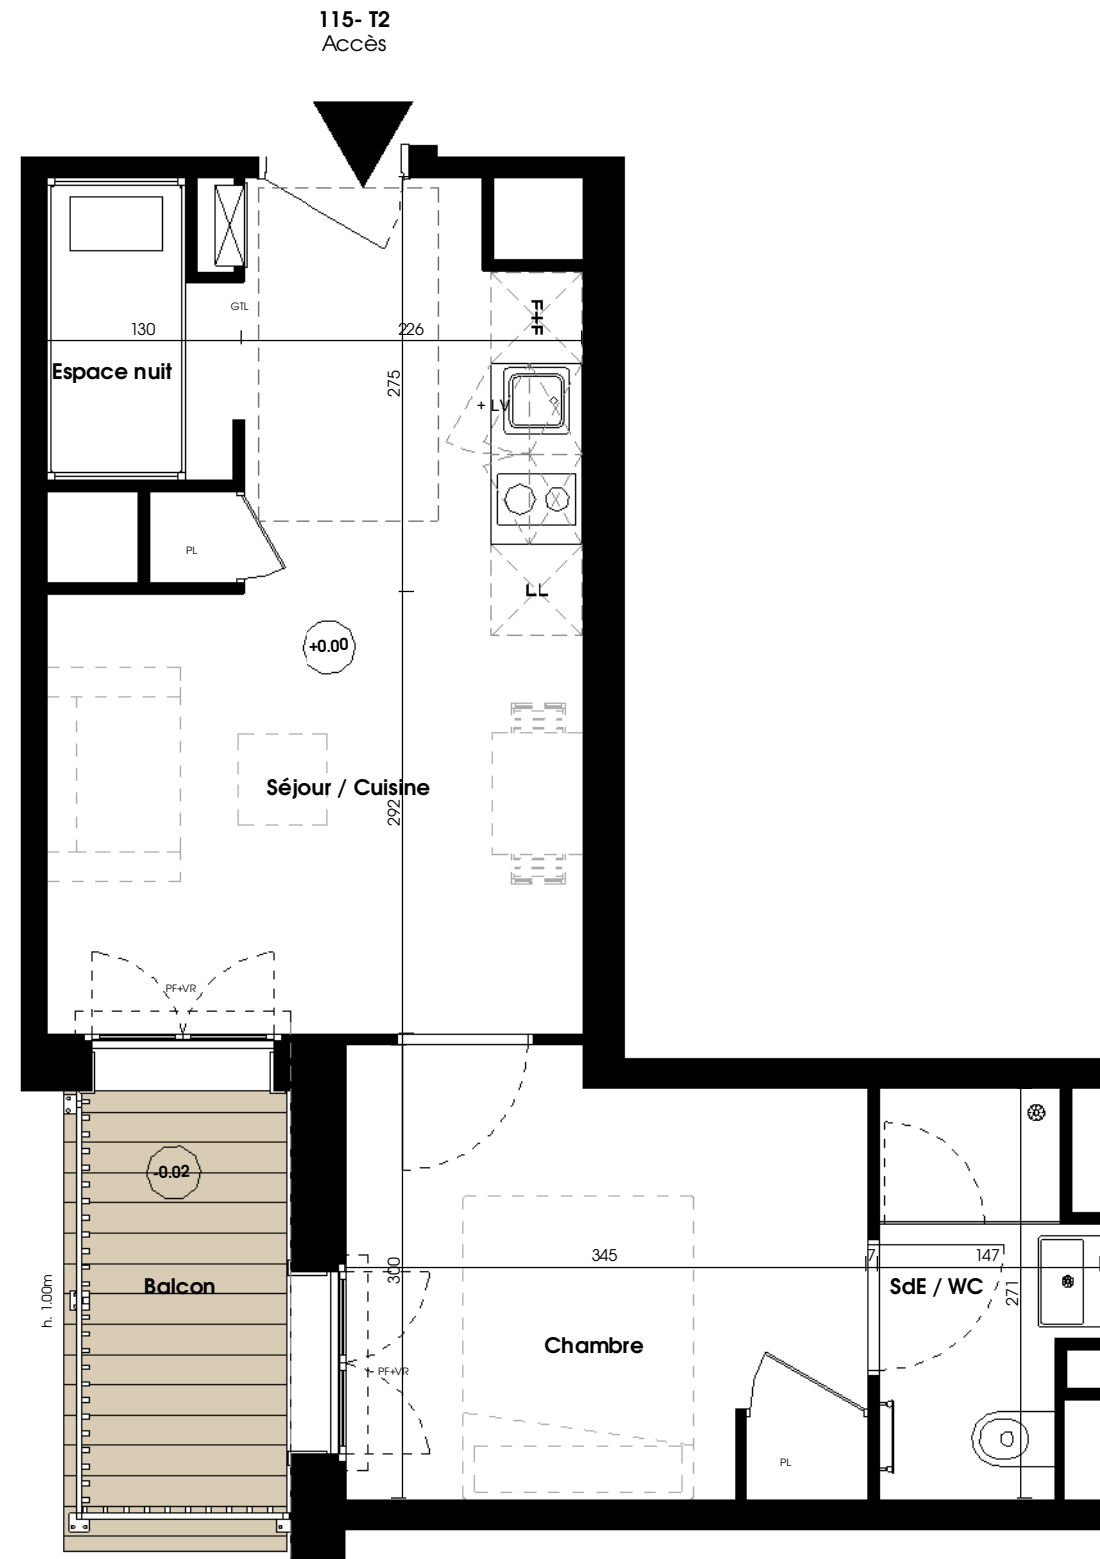 115- T2
Accès
GTL
130
226
F+F
Espace nuit
275
+ LV
PL
LL
+0.00
Séjour / Cuisine
292
PF+VR
-0.02
h. 1.00m
Balcon
300
345
7
147
SdE / WC
271
Chambre
PF+VR
PL